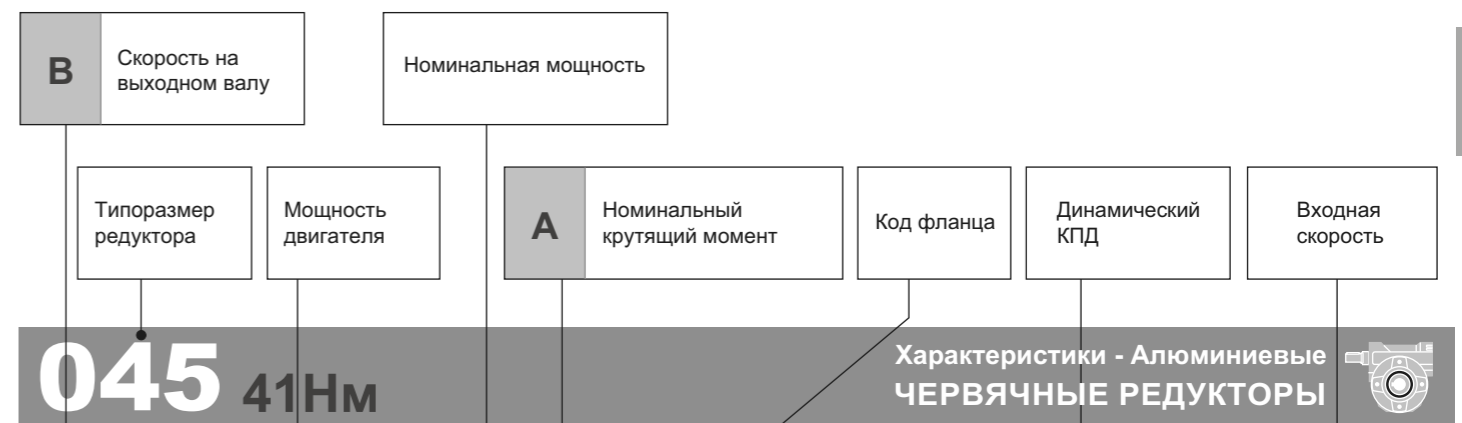 В
Скорость на
выходном валу
Номинальная мощность
Типоразмер
редуктора
Мощность
двигателя
А
Номинальный
крутящий момент
Код фланца
Динамический
КПД
Входная
скорость
045 41Нм
Характеристики - Алюминиевые
ЧЕРВЯЧНЫЕ РЕДУКТОРЫ